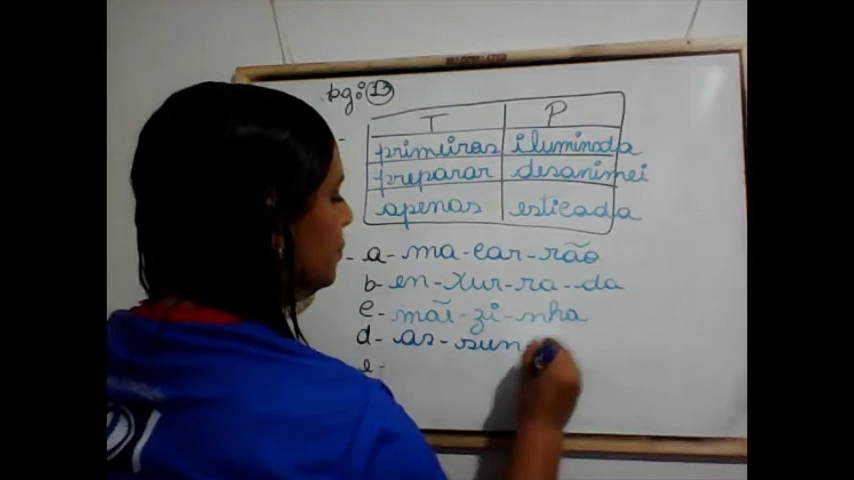 pg: 13
T P
primeiras iluminada
preparar desanimei
apenas esticada
a- ma-car-rão
b- en-xur-ra-da
c- mãi-zi-nha
d- as-sun-
e-